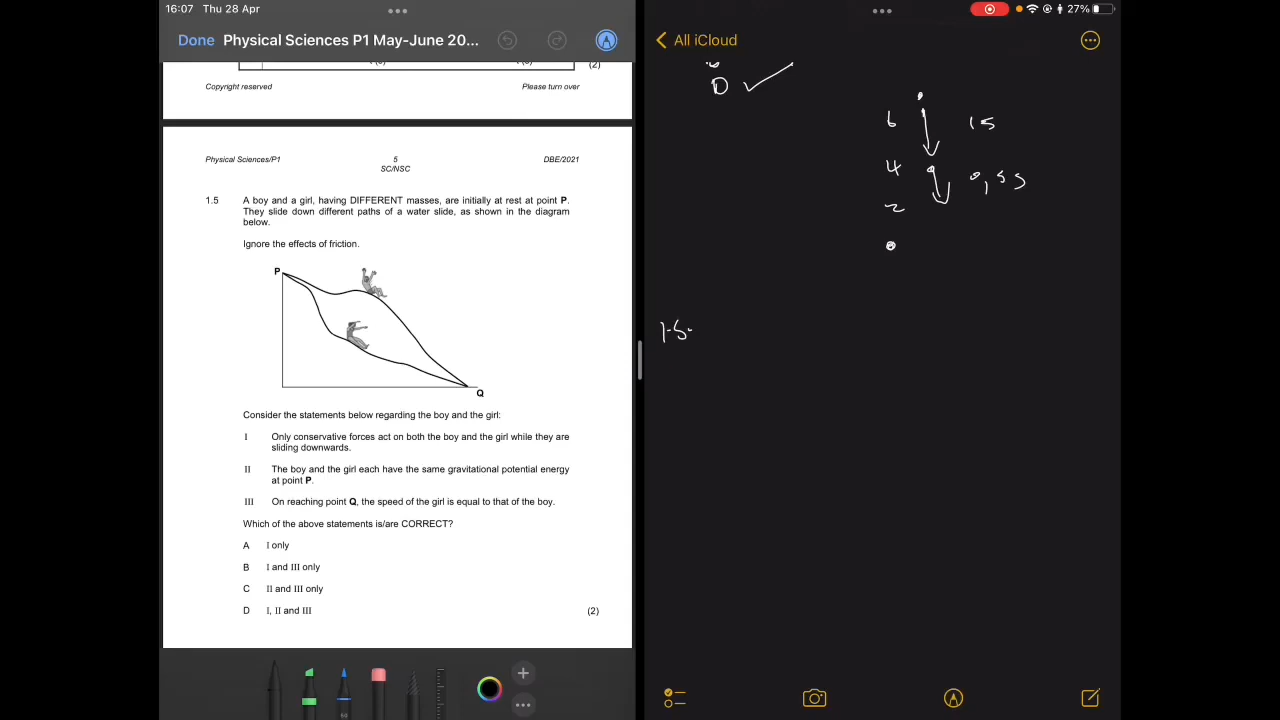 16:07 Thu 28 Apr
27%
Done Physical Sciences P1 May-June 20...
All iCloud
(2)
Copyright reserved Please turn over
Physical Sciences/P1 5 DBE/2021
SC/NSC
1.5 A boy and a girl, having DIFFERENT masses, are initially at rest at point P.
They slide down different paths of a water slide, as shown in the diagram
below.
Ignore the effects of friction.
P
Q
Consider the statements below regarding the boy and the girl:
I Only conservative forces act on both the boy and the girl while they are
sliding downwards.
II The boy and the girl each have the same gravitational potential energy
at point P.
III On reaching point Q, the speed of the girl is equal to that of the boy.
Which of the above statements is/are CORRECT?
A I only
B I and III only
C II and III only
D I, II and III (2)
D
6 1s
4 0,5s
2
0
1.5.